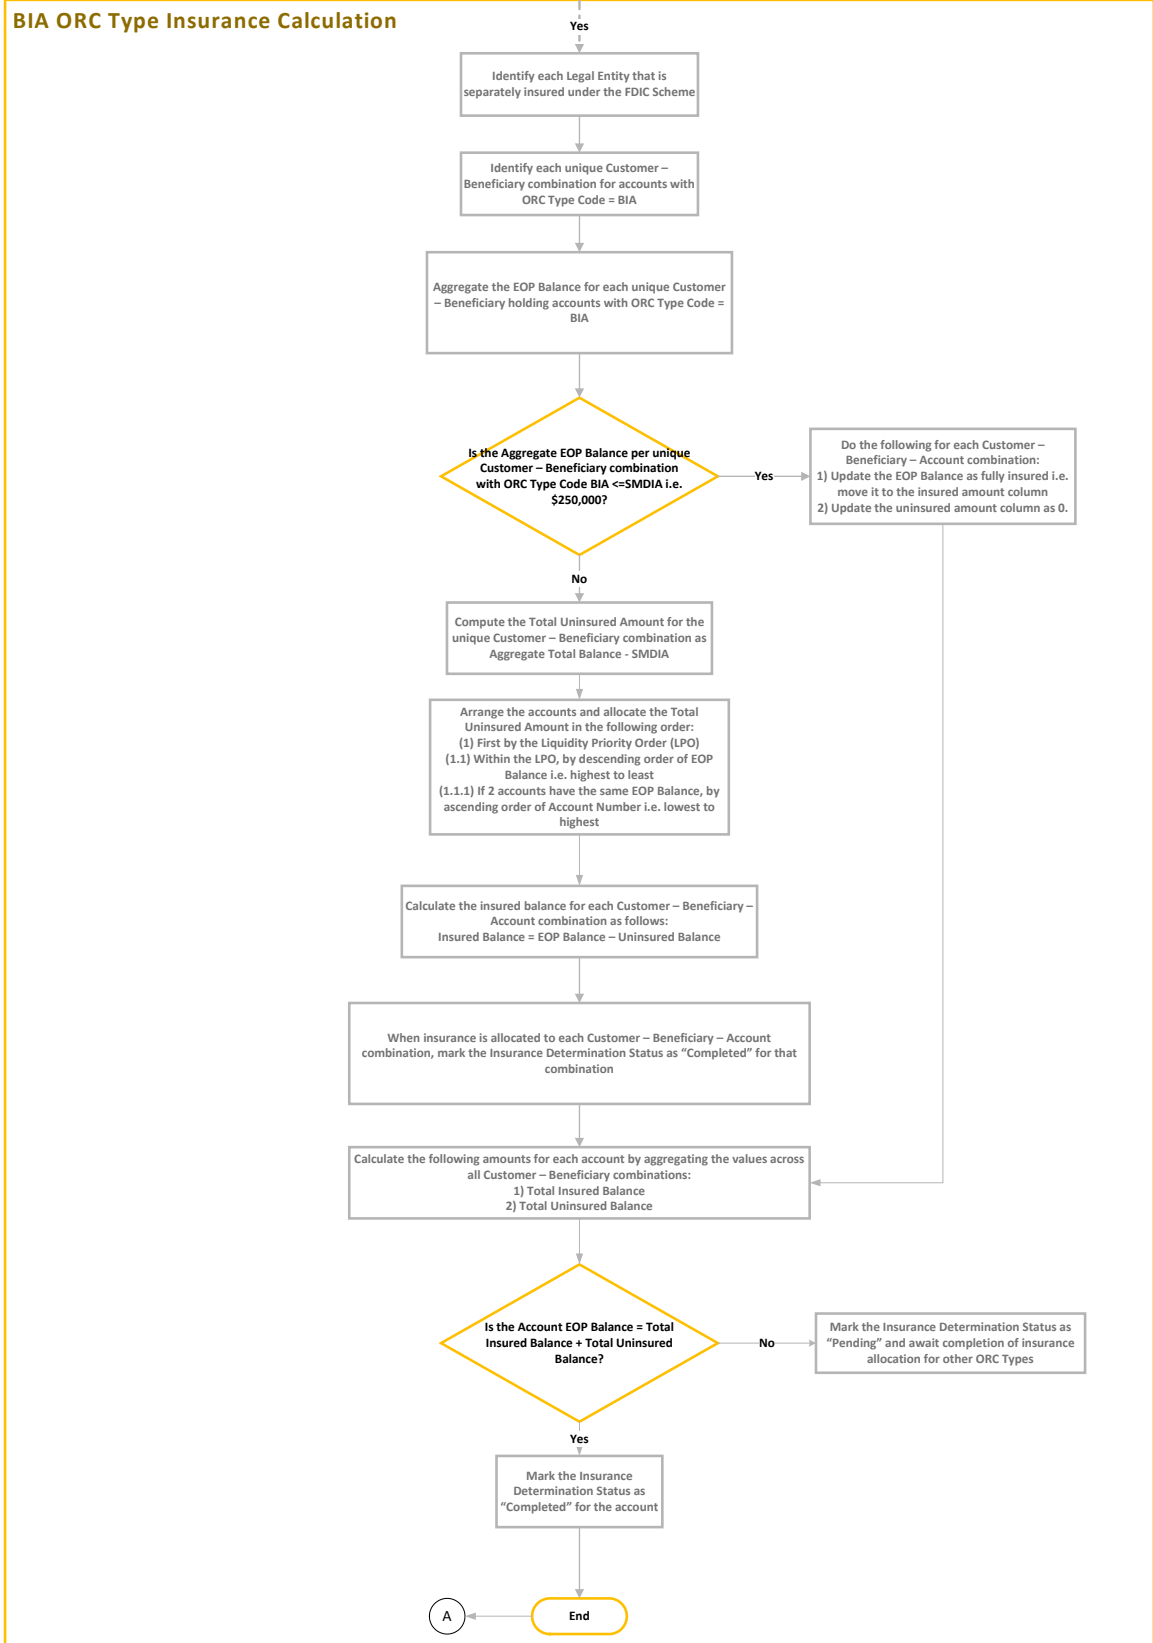 BIA ORC Type Insurance Calculation
Yes
Identify each Legal Entity that is
separately insured under the FDIC Scheme
Identify each unique Customer –
Beneficiary combination for accounts with
ORC Type Code = BIA
Aggregate the EOP Balance for each unique Customer
– Beneficiary holding accounts with ORC Type Code =
BIA
Is the Aggregate EOP Balance per unique
Customer – Beneficiary combination
with ORC Type Code BIA <=SMDIA i.e.
$250,000?
Yes
Do the following for each Customer –
Beneficiary – Account combination:
1) Update the EOP Balance as fully insured i.e.
move it to the insured amount column
2) Update the uninsured amount column as 0.
No
Compute the Total Uninsured Amount for the
unique Customer – Beneficiary combination as
Aggregate Total Balance - SMDIA
Arrange the accounts and allocate the Total
Uninsured Amount in the following order:
(1) First by the Liquidity Priority Order (LPO)
(1.1) Within the LPO, by descending order of EOP
Balance i.e. highest to least
(1.1.1) If 2 accounts have the same EOP Balance, by
ascending order of Account Number i.e. lowest to
highest
Calculate the insured balance for each Customer – Beneficiary –
Account combination as follows:
Insured Balance = EOP Balance – Uninsured Balance
When insurance is allocated to each Customer – Beneficiary – Account
combination, mark the Insurance Determination Status as “Completed” for that
combination
Calculate the following amounts for each account by aggregating the values across
all Customer – Beneficiary combinations:
1) Total Insured Balance
2) Total Uninsured Balance
Is the Account EOP Balance = Total
Insured Balance + Total Uninsured
Balance?
No
Mark the Insurance Determination Status as
“Pending” and await completion of insurance
allocation for other ORC Types
Yes
Mark the Insurance
Determination Status as
“Completed” for the account
A
End